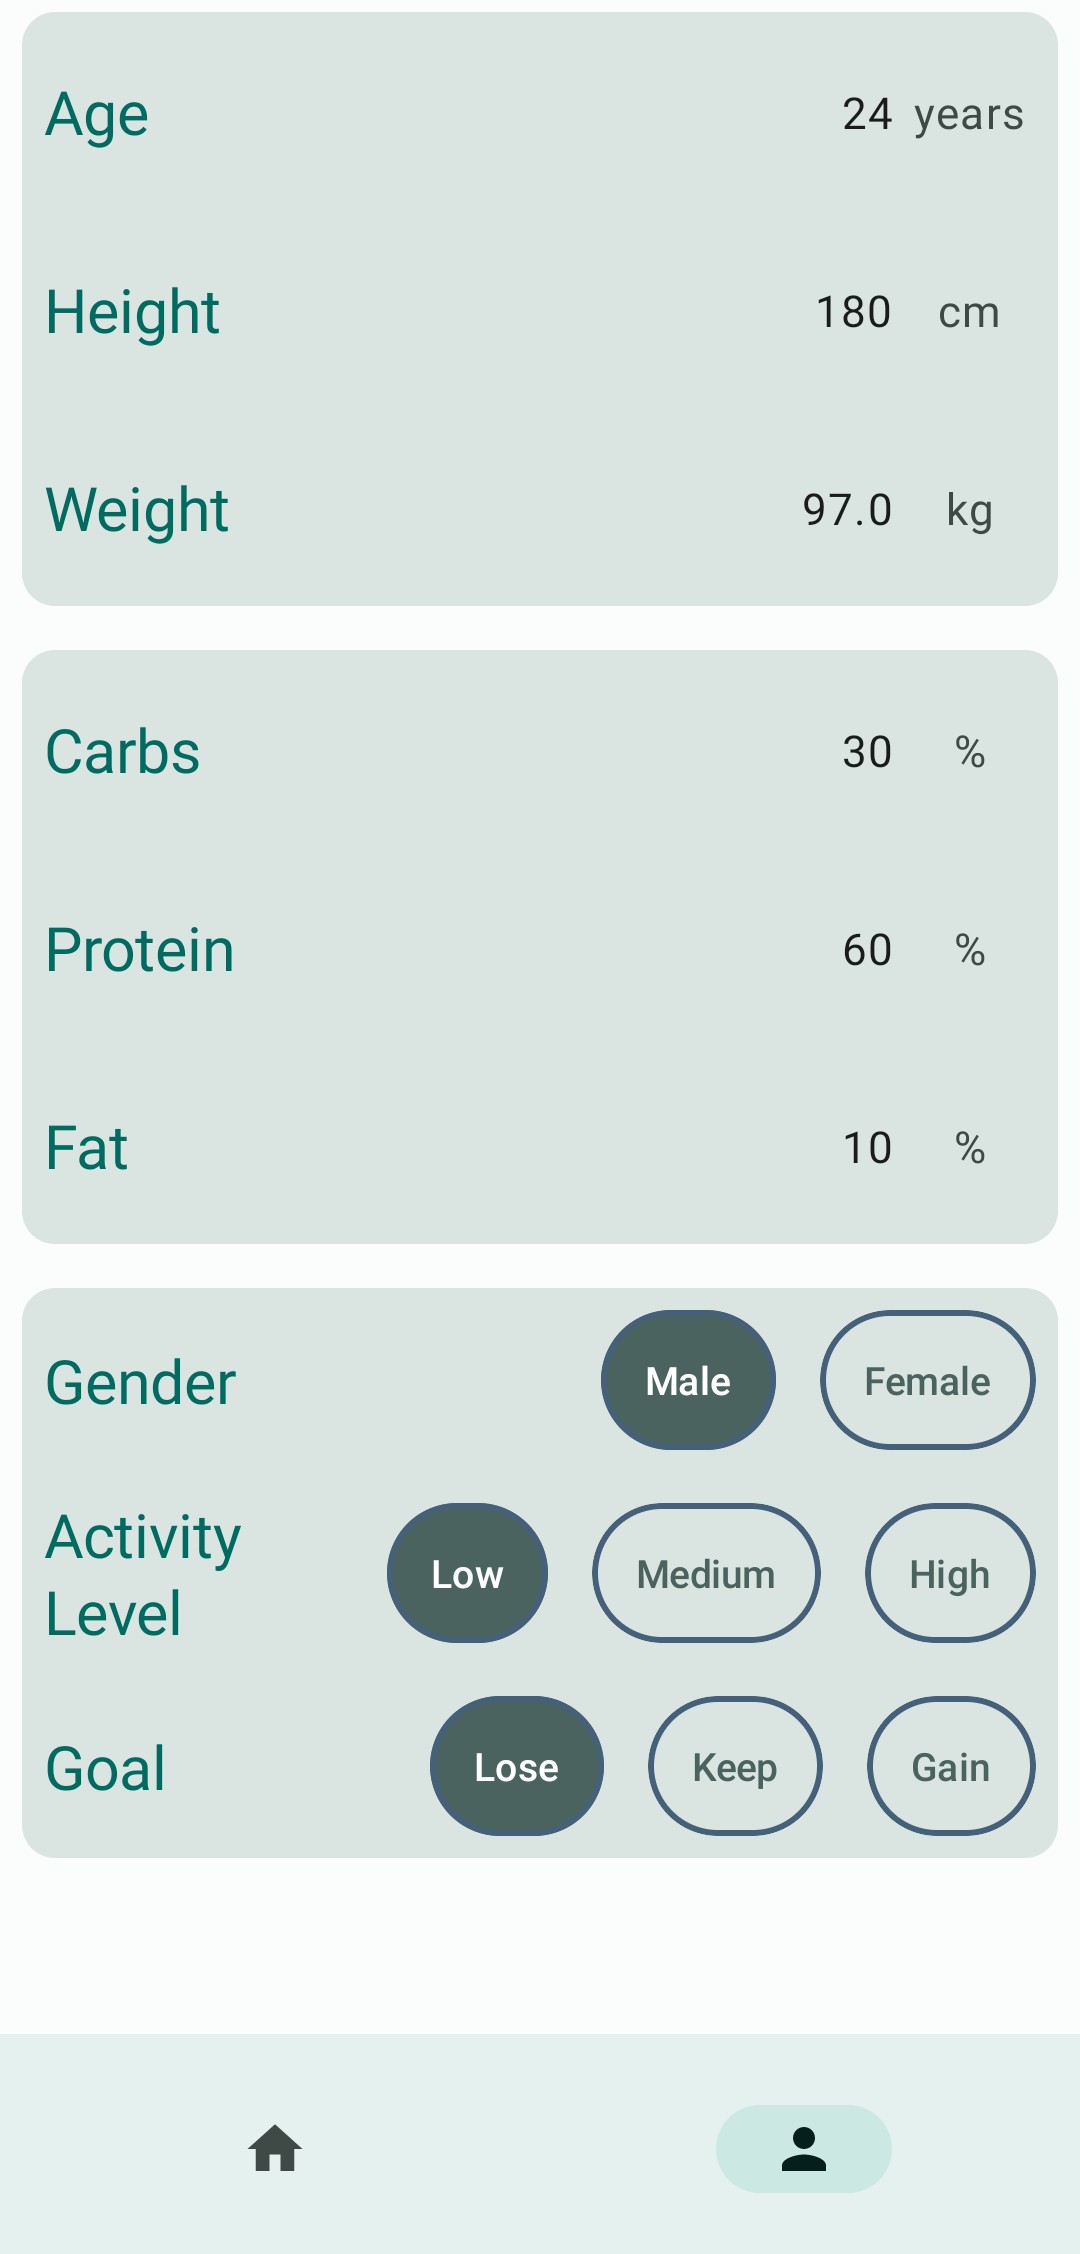 Age 24 years
Height 180 cm
Weight 97.0 kg
Carbs 30 %
Protein 60 %
Fat 10 %
Gender Male Female
Activity
Level Low Medium High
Goal Lose Keep Gain